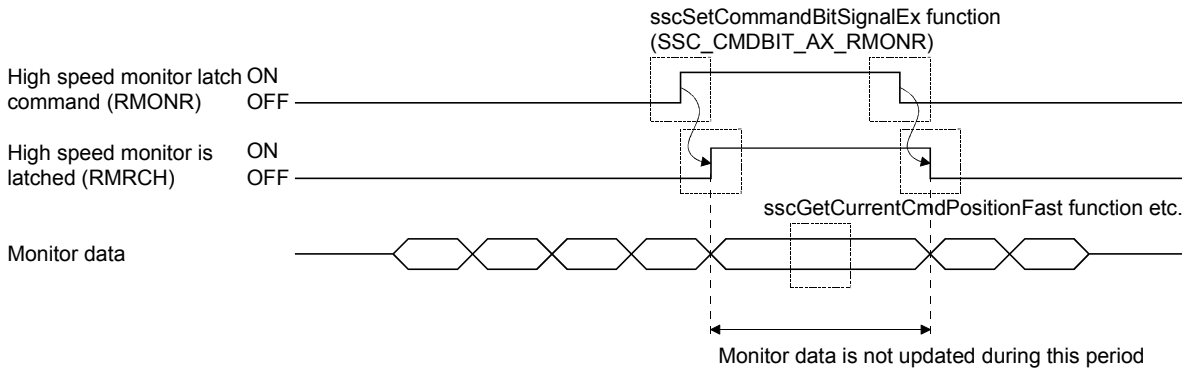 sscSetCommandBitSignalEx function
(SSC_CMDBIT_AX_RMONR)
High speed monitor latch ON
command (RMONR) OFF
High speed monitor is ON
latched (RMRCH) OFF
sscGetCurrentCmdPositionFast function etc.
Monitor data
Monitor data is not updated during this period